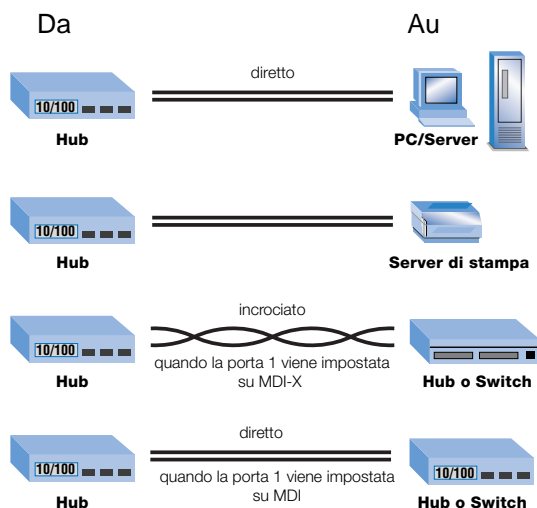 Da Au
diretto
10/100
Hub PC/Server
10/100
Hub Server di stampa
incrociato
10/100
quando la porta 1 viene impostata
su MDI-X
Hub Hub o Switch
diretto
10/100 10/100
quando la porta 1 viene impostata
su MDI
Hub Hub o Switch